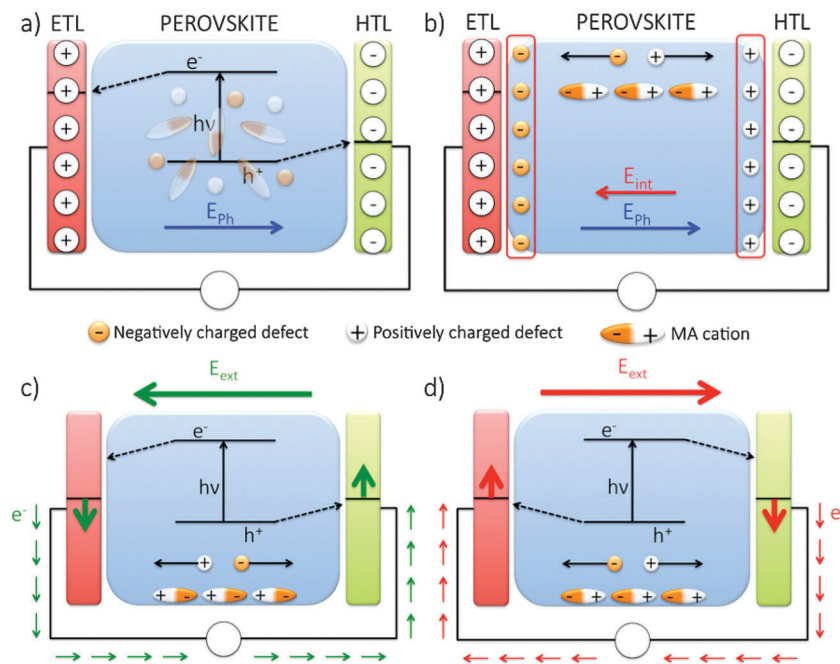 a) ETL PEROVSKITE HTL
e-
hν
h+
E_Ph
+ + + + + +
- - - - - -
b) ETL PEROVSKITE HTL
- +
- + - + - +
E_int
E_Ph
+ + + + + +
- - - - - -
+ + + + + +
- - - - - -
- Negatively charged defect + Positively charged defect - + MA cation
c) E_ext
e-
hν
h+
e-
+ -
+ - + - + -
d) E_ext
e-
hν
h+
e-
- +
- + - + - +